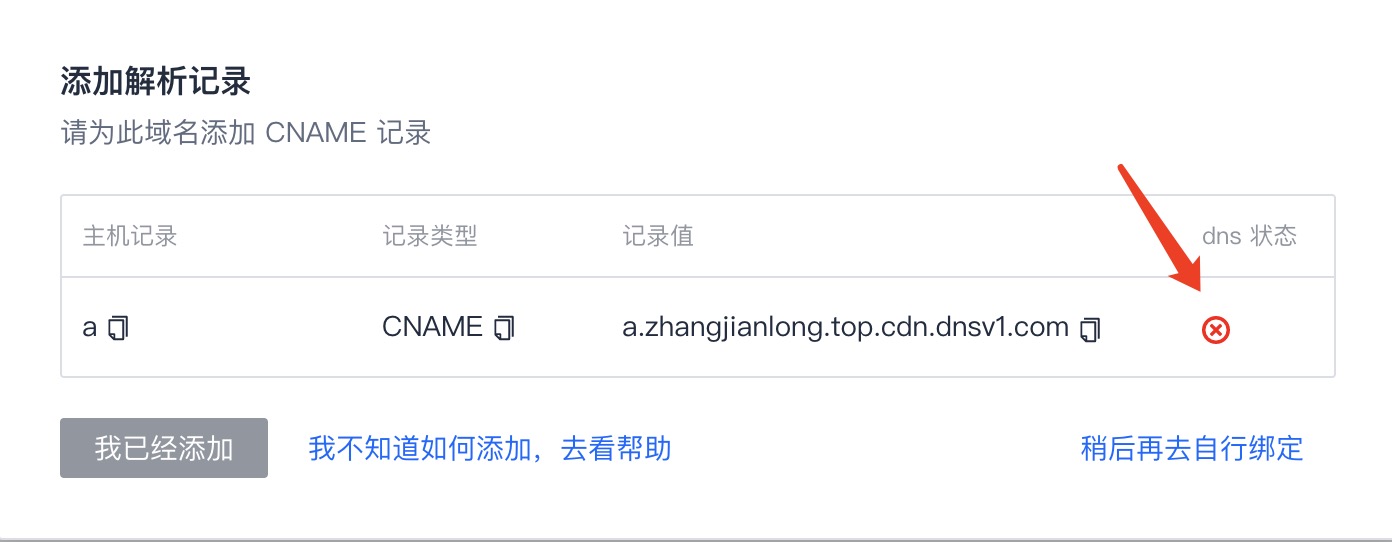 添加解析记录
请为此域名添加 CNAME 记录
主机记录 记录类型 记录值 dns 状态
a CNAME a.zhangjianlong.top.cdn.dnsv1.com
我已经添加 我不知道如何添加，去看帮助 稍后再去自行绑定